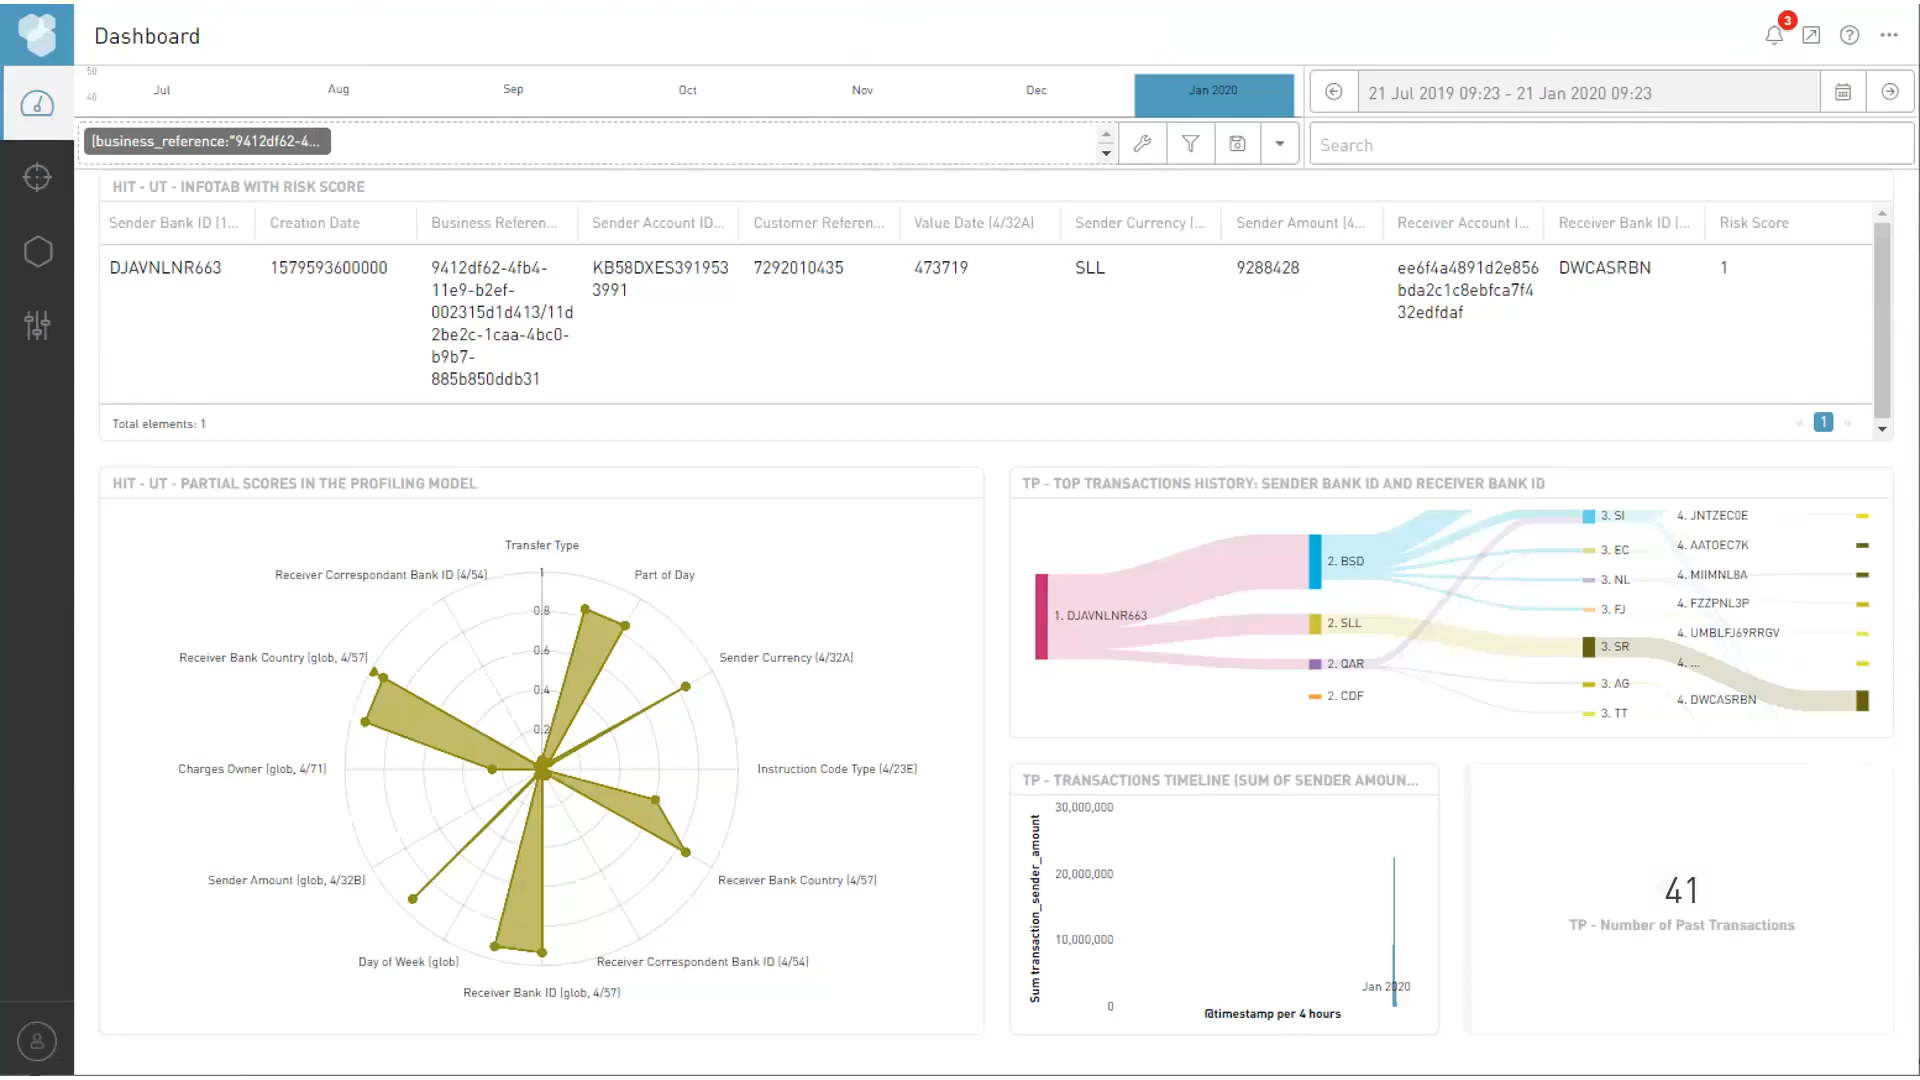 Dashboard
3
50
40
Jul
Aug
Sep
Oct
Nov
Dec
Jan 2020
21 Jul 2019 09:23 - 21 Jan 2020 09:23
(business_reference:"9412df62-4...
Search
HIT - UT - INFOTAB WITH RISK SCORE
Sender Bank ID (1... Creation Date Business Referen... Sender Account ID... Customer Referen... Value Date (4/32A) Sender Currency (... Sender Amount (4... Receiver Account I... Receiver Bank ID (... Risk Score
DJAVNLNR663 1579593600000 9412df62-4fb4- KB58DXES391953 7292010435 473719 SLL 9288428 ee6f4a4891d2e856 DWCASRBN 1
11e9-b2ef- 3991 bda2c1c8ebfca7f4
002315d1d413/11d 32edfdaf
2be2c-1caa-4bc0-
b9b7-
885b850ddb31
Total elements: 1
« 1 »
HIT - UT - PARTIAL SCORES IN THE PROFILING MODEL
Transfer Type
Receiver Correspondant Bank ID (4/54)
1
Part of Day
0.8
Receiver Bank Country (glob, 4/57)
0.6
Sender Currency (4/32A)
0.4
0.2
Charges Owner (glob, 4/71)
Instruction Code Type (4/23E)
Sender Amount (glob, 4/32B)
Receiver Bank Country (4/57)
Day of Week (glob)
Receiver Correspondent Bank ID (4/54)
Receiver Bank ID (glob, 4/57)
TP - TOP TRANSACTIONS HISTORY: SENDER BANK ID AND RECEIVER BANK ID
1. DJAVNLNR663
2. BSD
2. SLL
2. QAR
2. CDF
3. SI
3. EC
3. NL
3. FJ
3. SR
3. AG
3. TT
4. JNTZEC0E
4. AATOEC7K
4. MIIMNL8A
4. FZZPNL3P
4. UMBLFJ69RRGV
4. ...
4. DWCASRBN
TP - TRANSACTIONS TIMELINE (SUM OF SENDER AMOUN...
Sum transaction_sender_amount
30,000,000
20,000,000
10,000,000
0
Jan 2020
@timestamp per 4 hours
41
TP - Number of Past Transactions